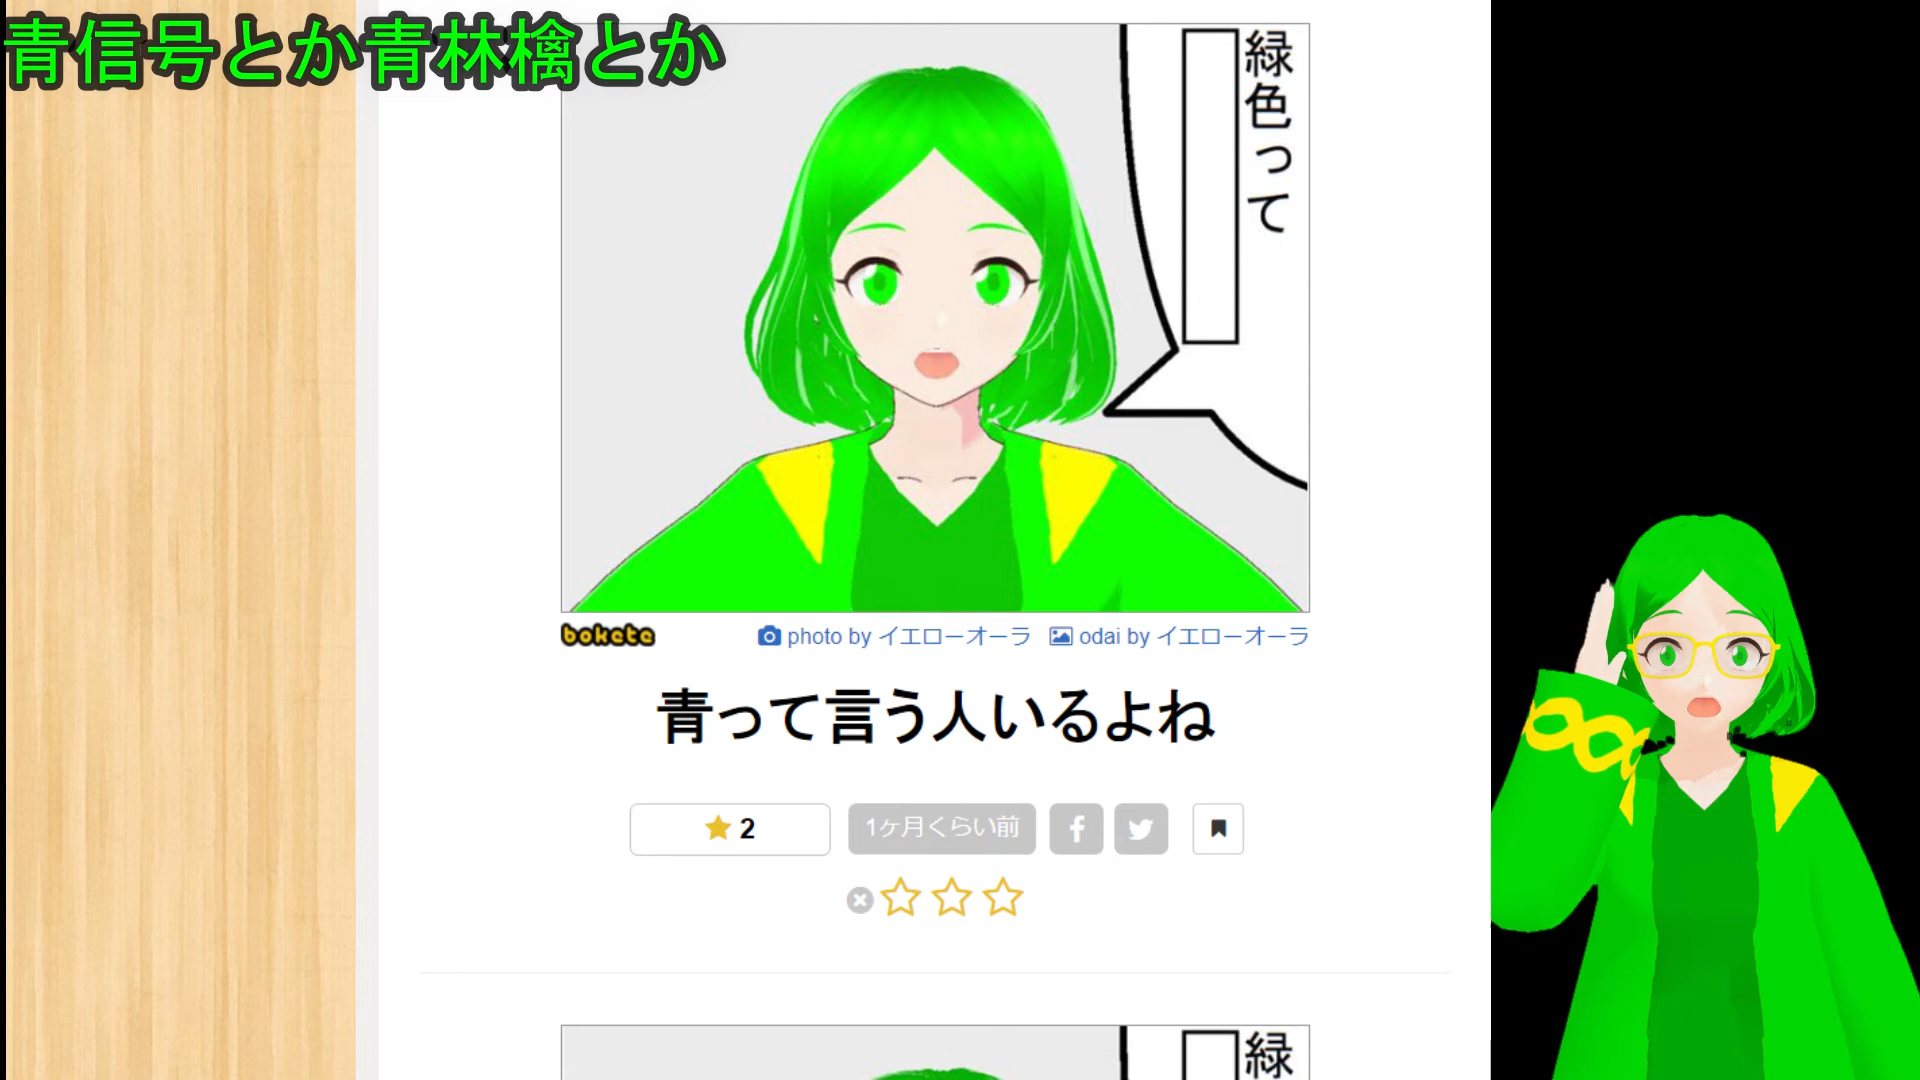 青信号とか青林檎とか
緑色って
bokete
photo by イエローオーラ odai by イエローオーラ
青って言う人いるよね
2
1ヶ月くらい前
緑